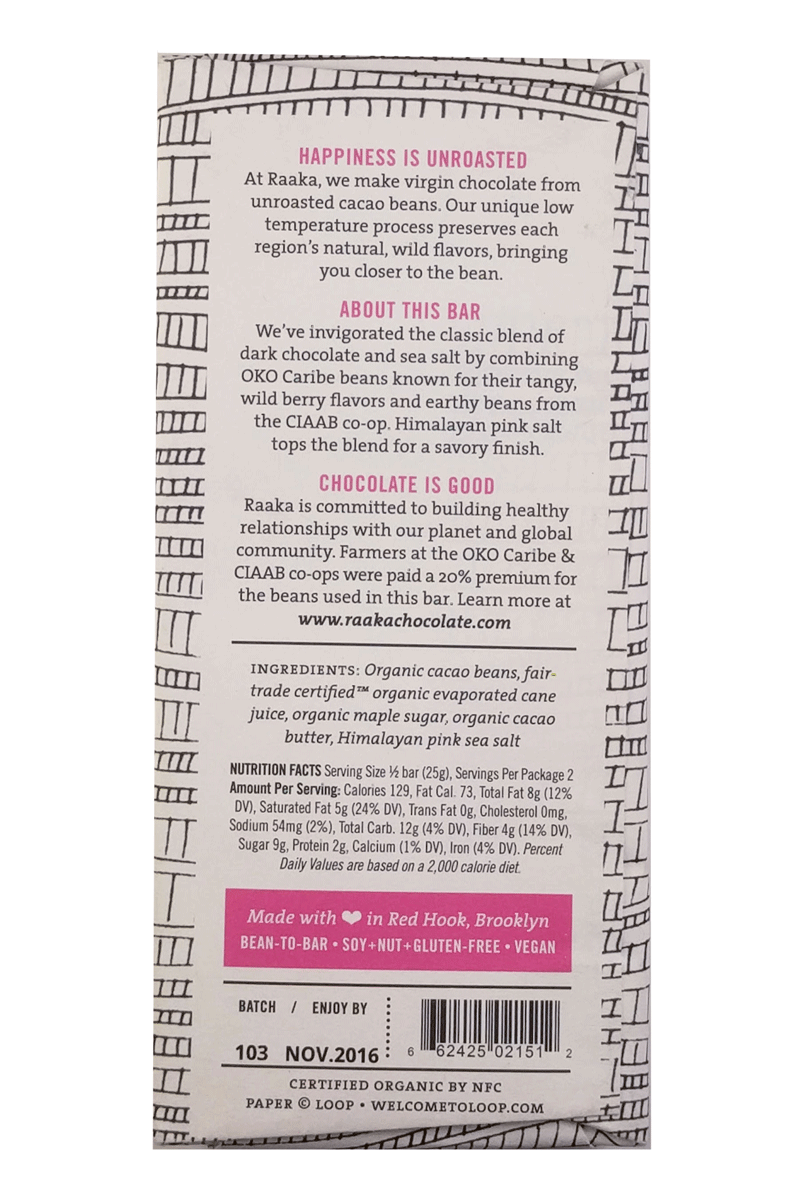 HAPPINESS IS UNROASTED
At Raaka, we make virgin chocolate from
unroasted cacao beans. Our unique low
temperature process preserves each
region's natural, wild flavors, bringing
you closer to the bean.
ABOUT THIS BAR
We've invigorated the classic blend of
dark chocolate and sea salt by combining
OKO Caribe beans known for their tangy,
wild berry flavors and earthy beans from
the CIAAB co-op. Himalayan pink salt
tops the blend for a savory finish.
CHOCOLATE IS GOOD
Raaka is committed to building healthy
relationships with our planet and global
community. Farmers at the OKO Caribe &
CIAAB co-ops were paid a 20% premium for
the beans used in this bar. Learn more at
www.raakachocolate.com
INGREDIENTS: Organic cacao beans, fair-
trade certified™ organic evaporated cane
juice, organic maple sugar, organic cacao
butter, Himalayan pink sea salt
NUTRITION FACTS Serving Size ½ bar (25g), Servings Per Package 2
Amount Per Serving: Calories 129, Fat Cal. 73, Total Fat 8g (12%
DV), Saturated Fat 5g (24% DV), Trans Fat 0g, Cholesterol 0mg,
Sodium 54mg (2%), Total Carb. 12g (4% DV), Fiber 4g (14% DV),
Sugar 9g, Protein 2g, Calcium (1% DV), Iron (4% DV). Percent
Daily Values are based on a 2,000 calorie diet.
Made with ❤ in Red Hook, Brooklyn
BEAN-TO-BAR • SOY+NUT+GLUTEN-FREE • VEGAN
BATCH / ENJOY BY
103 NOV.2016
6 62425 02151 2
CERTIFIED ORGANIC BY NFC
PAPER © LOOP • WELCOMETOLOOP.COM